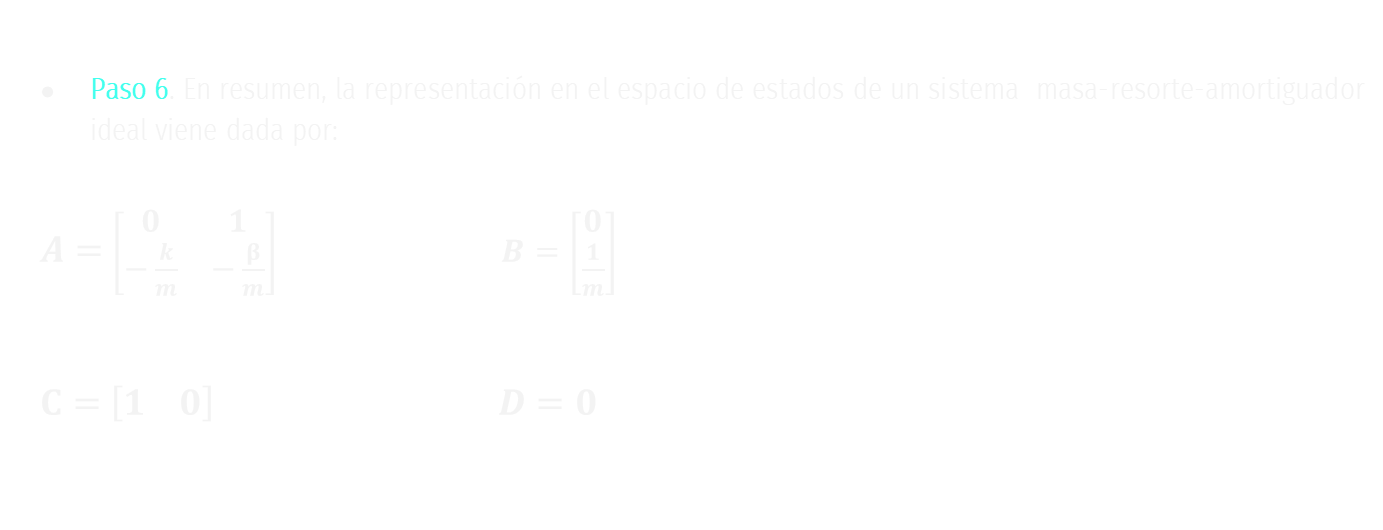 • Paso 6. En resumen, la representación en el espacio de estados de un sistema masa-resorte-amortiguador
ideal viene dada por:
A = [0 1; -k/m -β/m] B = [0; 1/m]
C = [1 0] D = 0